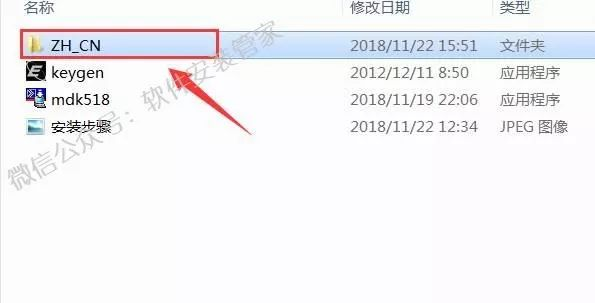 名称 修改日期 类型
ZH_CN 2018/11/22 15:51 文件夹
keygen 2012/12/11 8:50 应用程序
mdk518 2018/11/19 22:06 应用程序
安装步骤 2018/11/22 12:34 JPEG 图像
微信公众号：软件安装管家